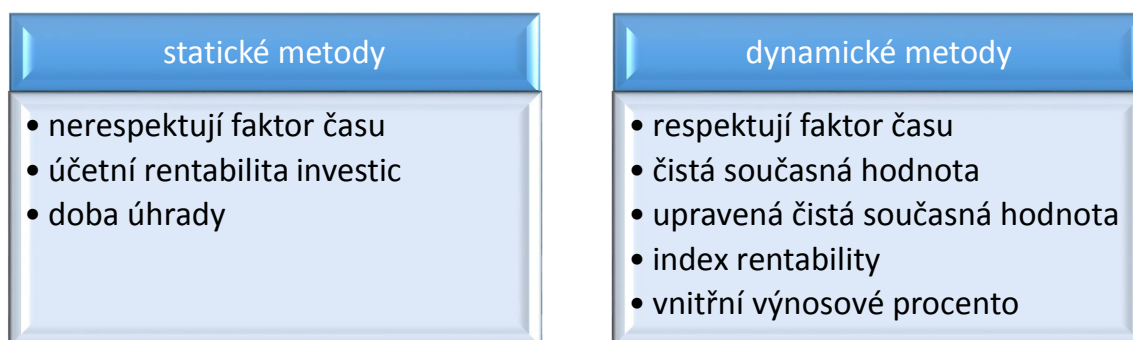 statické metody
• nerespektují faktor času
• účetní rentabilita investic
• doba úhrady
dynamické metody
• respektují faktor času
• čistá současná hodnota
• upravená čistá současná hodnota
• index rentability
• vnitřní výnosové procento